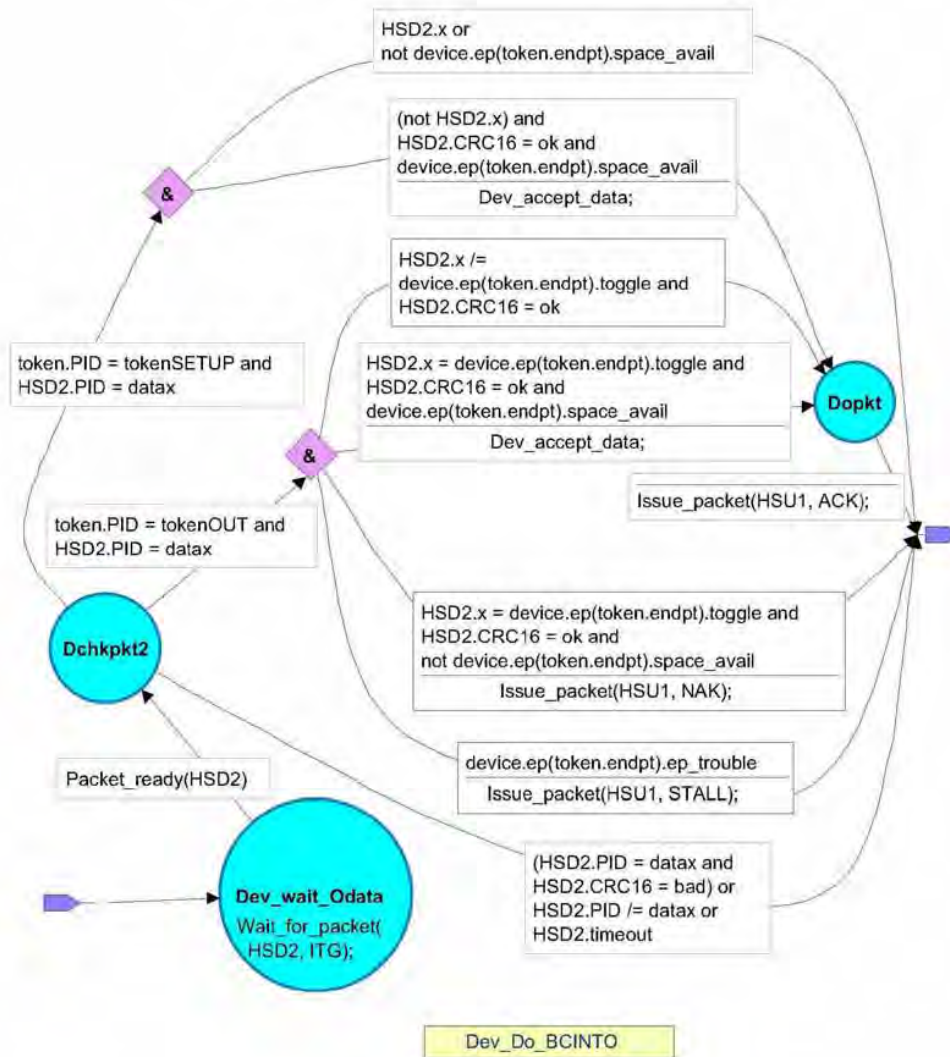 HSD2.x or
not device.ep(token.endpt).space_avail
(not HSD2.x) and
HSD2.CRC16 = ok and
device.ep(token.endpt).space_avail
Dev_accept_data;
&
HSD2.x /=
device.ep(token.endpt).toggle and
HSD2.CRC16 = ok
token.PID = tokenSETUP and
HSD2.PID = datax
HSD2.x = device.ep(token.endpt).toggle and
HSD2.CRC16 = ok and
device.ep(token.endpt).space_avail
Dev_accept_data;
Dopkt
&
Issue_packet(HSU1, ACK);
token.PID = tokenOUT and
HSD2.PID = datax
HSD2.x = device.ep(token.endpt).toggle and
HSD2.CRC16 = ok and
not device.ep(token.endpt).space_avail
Issue_packet(HSU1, NAK);
Dchkpkt2
device.ep(token.endpt).ep_trouble
Issue_packet(HSU1, STALL);
Packet_ready(HSD2)
(HSD2.PID = datax and
HSD2.CRC16 = bad) or
HSD2.PID /= datax or
HSD2.timeout
Dev_wait_Odata
Wait_for_packet(
HSD2, ITG);
Dev_Do_BCINTO